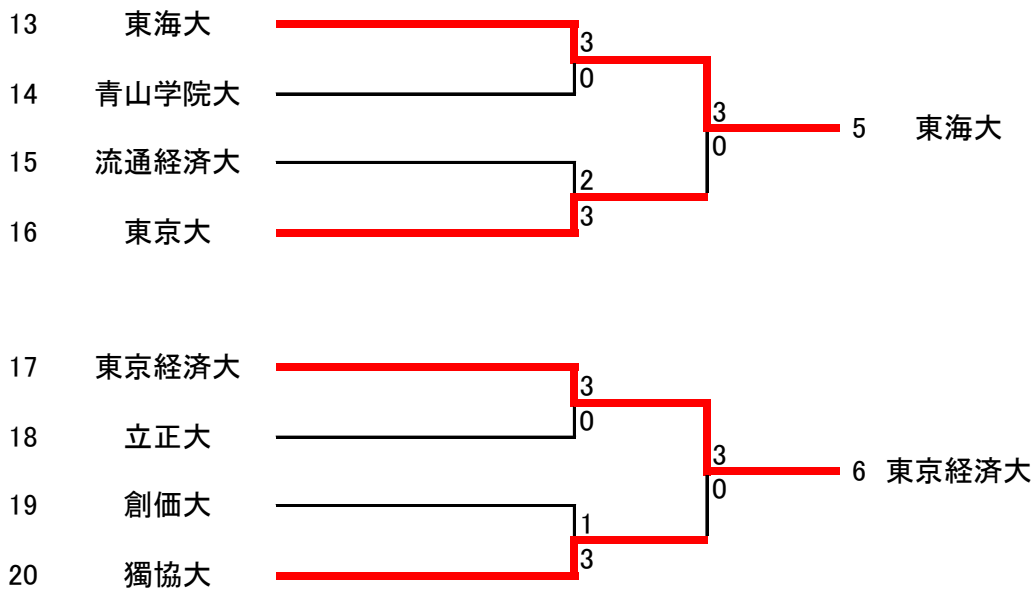 13 東海大
3
0
14 青山学院大
3
5 東海大
0
15 流通経済大
2
3
16 東京大
17 東京経済大
3
0
18 立正大
3
6 東京経済大
0
19 創価大
1
3
20 獨協大